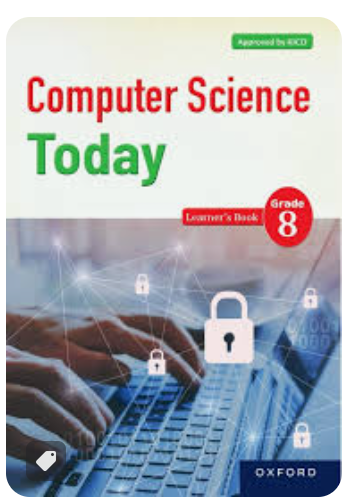 Approved by KICD
Computer Science
Today
Learner's Book
Grade
8
OXFORD